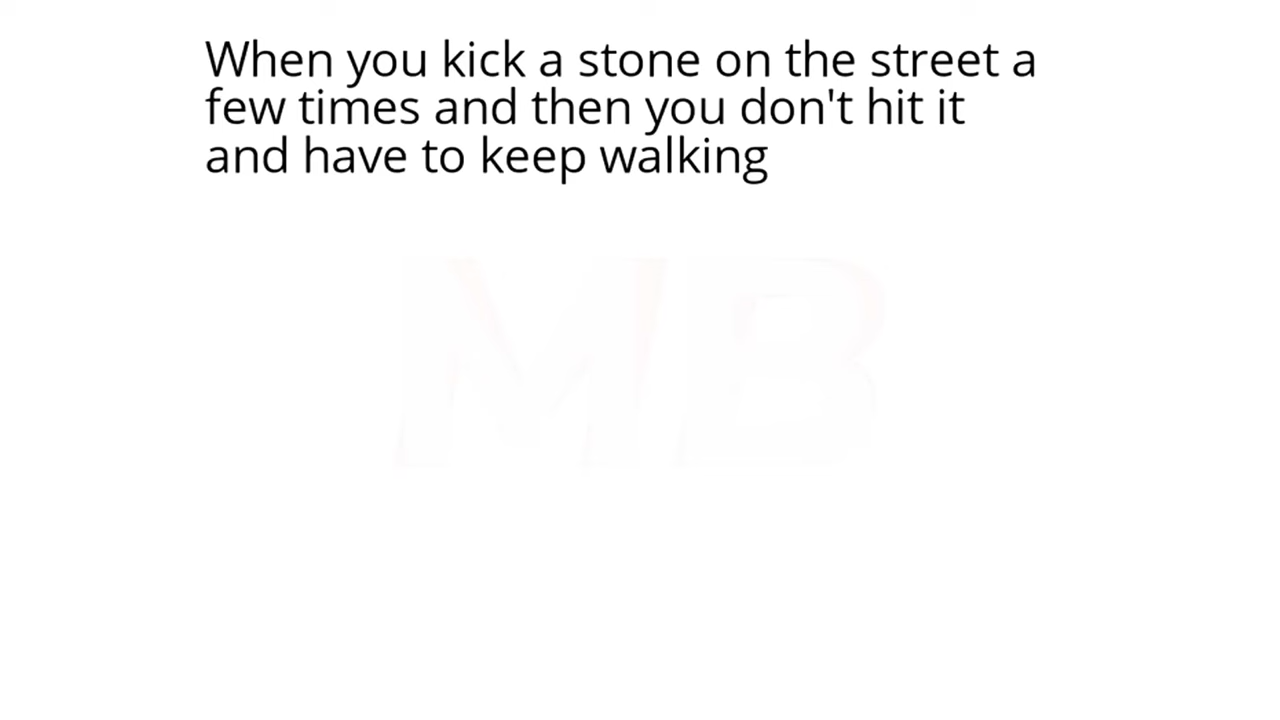 When you kick a stone on the street a
few times and then you don't hit it
and have to keep walking
MB